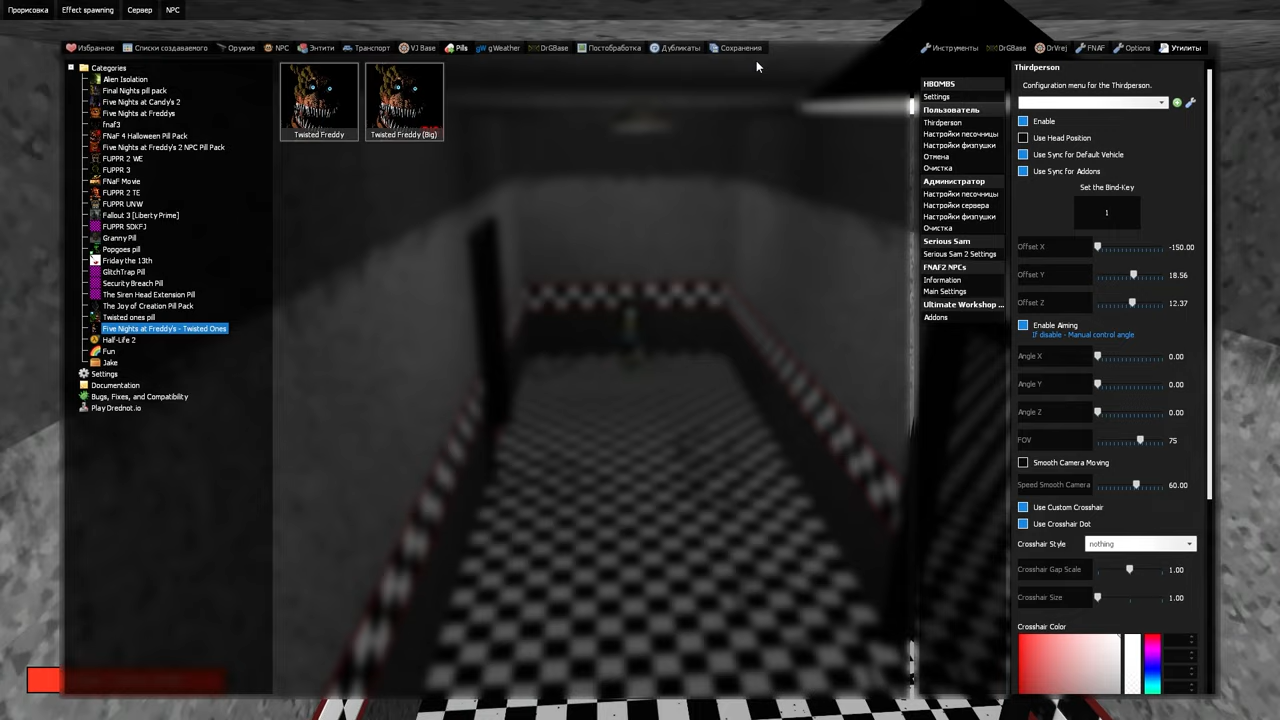 Прорисовка Effect spawning Сервер NPC
Избранное Списки создаваемого Оружие NPC Энтити Транспорт VJ Base Pills gWeather DrGBase Постобработка Дубликаты Сохранения
Инструменты DrGBase DrVrej FNAF Options Утилиты
Categories
Alien Isolation
Final Nights pill pack
Five Nights at Candy's 2
Five Nights at Freddys
fnaf3
FNAF 4 Halloween Pill Pack
Five Nights at Freddy's 2 NPC Pill Pack
FUPPR 2 WE
FUPPR 3
FNaF Movie
FUPPR 2 TE
FUPPR UNW
Fallout 3 [Liberty Prime]
FUPPR SDKFJ
Granny Pill
Popgoes pill
Friday the 13th
GlitchTrap Pill
Security Breach Pill
The Siren Head Extension Pill
The Joy of Creation Pill Pack
Twisted ones pill
Five Nights at Freddy's - Twisted Ones
Half-Life 2
Fun
Jake
Settings
Documentation
Bugs, Fixes, and Compatibility
Play Drednot.io
Twisted Freddy
Twisted Freddy (Big)
HBOMBS
Settings
Пользователь
Thirdperson
Настройки песочницы
Настройки физпушки
Отмена
Очистка
Администратор
Настройки песочницы
Настройки сервера
Настройки физпушки
Очистка
Serious Sam
Serious Sam 2 Settings
FNAF2 NPCs
Information
Main Settings
Ultimate Workshop ...
Addons
Thirdperson
Configuration menu for the Thirdperson.
Enable
Use Head Position
Use Sync for Default Vehicle
Use Sync for Addons
Set the Bind-Key
1
Offset X -150.00
Offset Y 18.56
Offset Z 12.37
Enable Aiming
If disable - Manual control angle
Angle X 0.00
Angle Y 0.00
Angle Z 0.00
FOV 75
Smooth Camera Moving
Speed Smooth Camera 60.00
Use Custom Crosshair
Use Crosshair Dot
Crosshair Style nothing
Crosshair Gap Scale 1.00
Crosshair Size 1.00
Crosshair Color